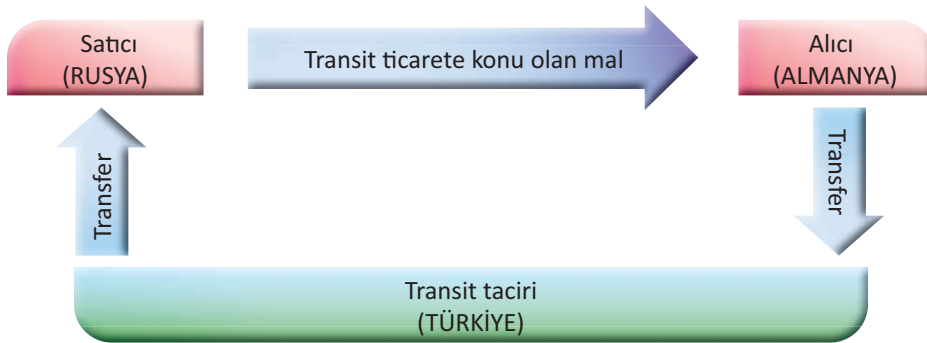 Satıcı
(RUSYA)
Transit ticarete konu olan mal
Alıcı
(ALMANYA)
Transfer
Transfer
Transit taciri
(TÜRKİYE)